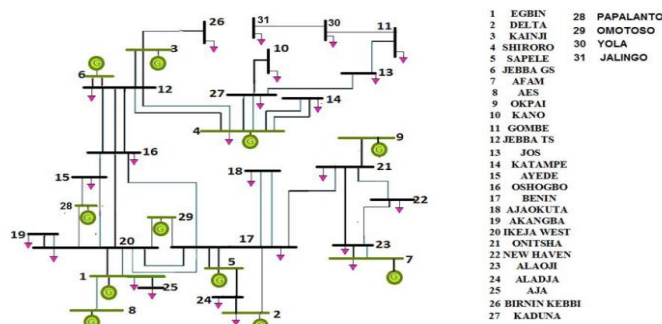 26
31
30
11
3
10
6
12
13
27
14
4
9
16
21
15
18
22
28
29
19
20
17
23
1
5
7
25
24
8
2
G
G
G
G
G
G
G
G
G
G
G
1 EGBIN
2 DELTA
3 KAINJI
4 SHIRORO
5 SAPELE
6 JEBBA GS
7 AFAM
8 AES
9 OKPAI
10 KANO
11 GOMBE
12 JEBBA TS
13 JOS
14 KATAMPE
15 AYEDE
16 OSHOGBO
17 BENIN
18 AJAOKUTA
19 AKANGBA
20 IKEJA WEST
21 ONITSHA
22 NEW HAVEN
23 ALAOJI
24 ALADJA
25 AJA
26 BIRNIN KEBBI
27 KADUNA
28 PAPALANTO
29 OMOTOSO
30 YOLA
31 JALINGO